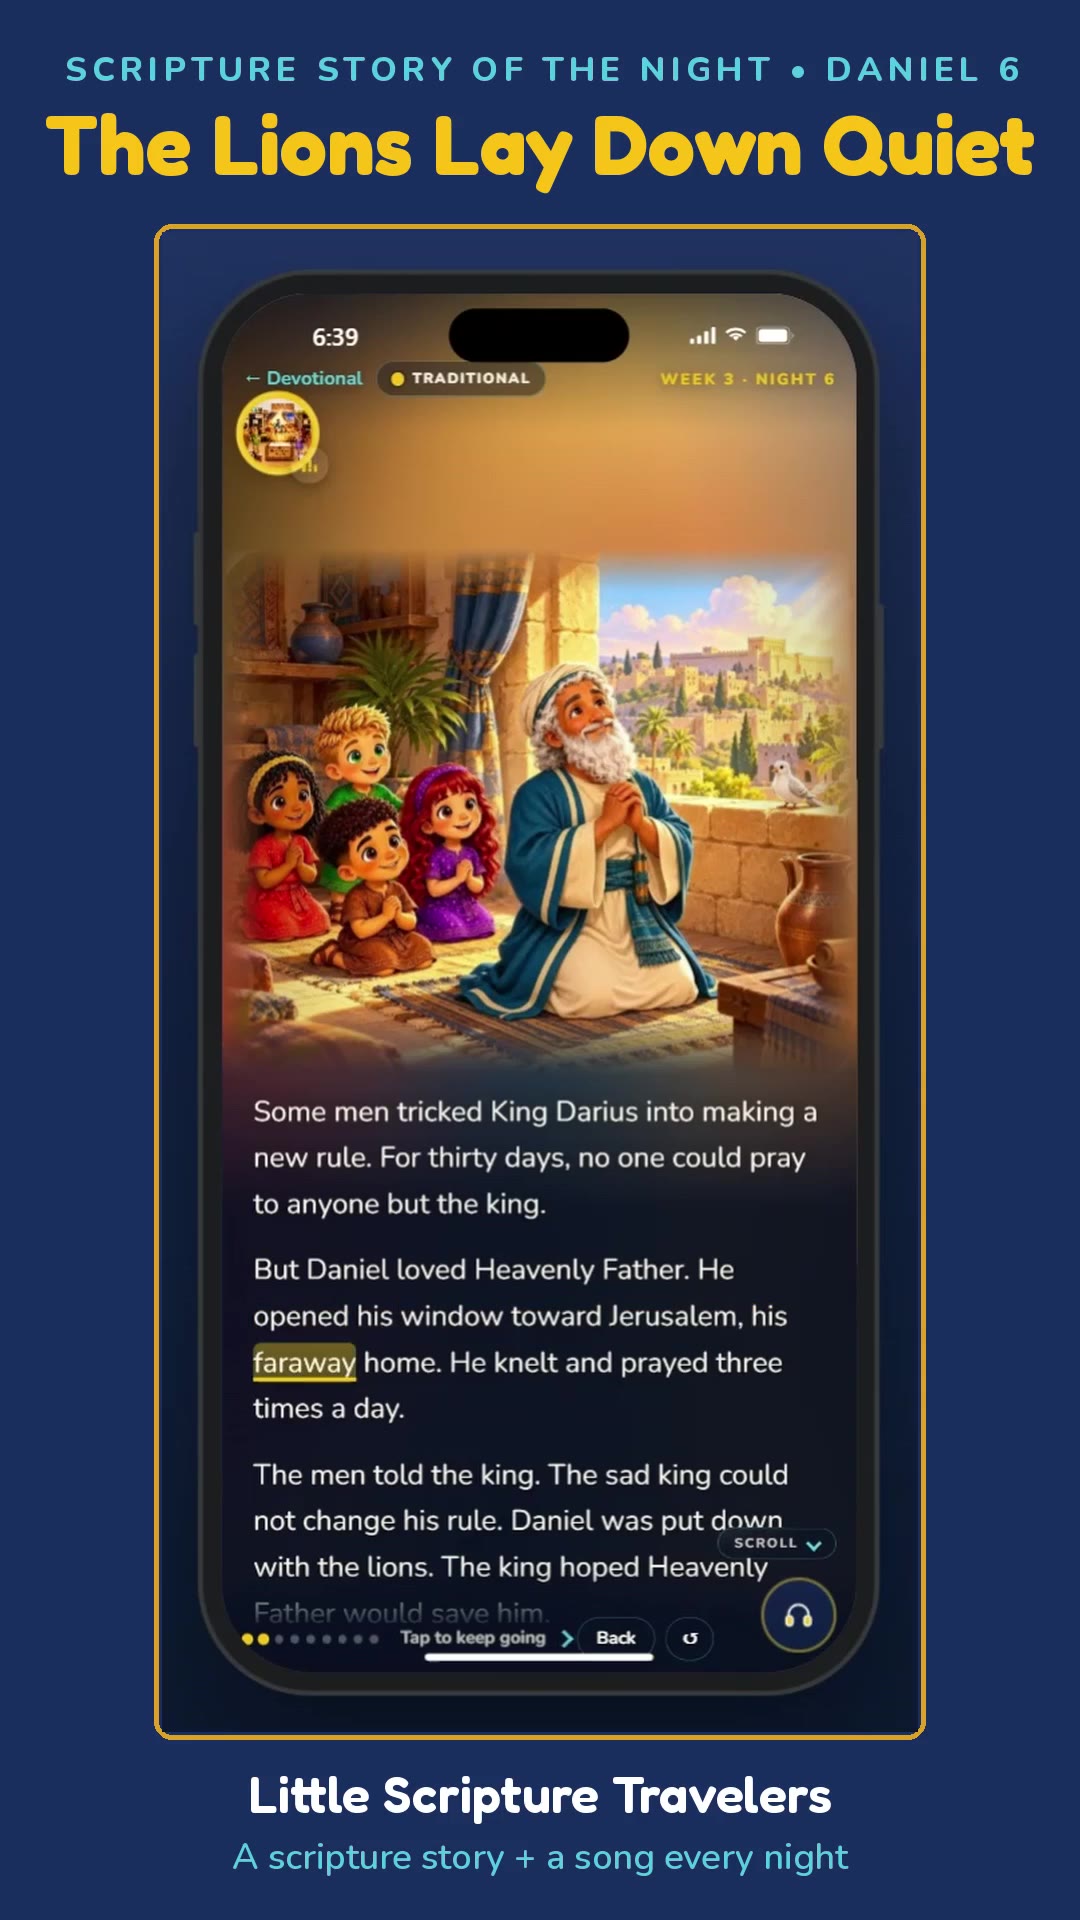 SCRIPTURE STORY OF THE NIGHT • DANIEL 6
The Lions Lay Down Quiet
6:39
← Devotional
TRADITIONAL
WEEK 3 · NIGHT 6
Some men tricked King Darius into making a
new rule. For thirty days, no one could pray
to anyone but the king.
But Daniel loved Heavenly Father. He
opened his window toward Jerusalem, his
faraway home. He knelt and prayed three
times a day.
The men told the king. The sad king could
not change his rule. Daniel was put down
with the lions. The king hoped Heavenly
Father would save him.
SCROLL
Tap to keep going
Back
Little Scripture Travelers
A scripture story + a song every night